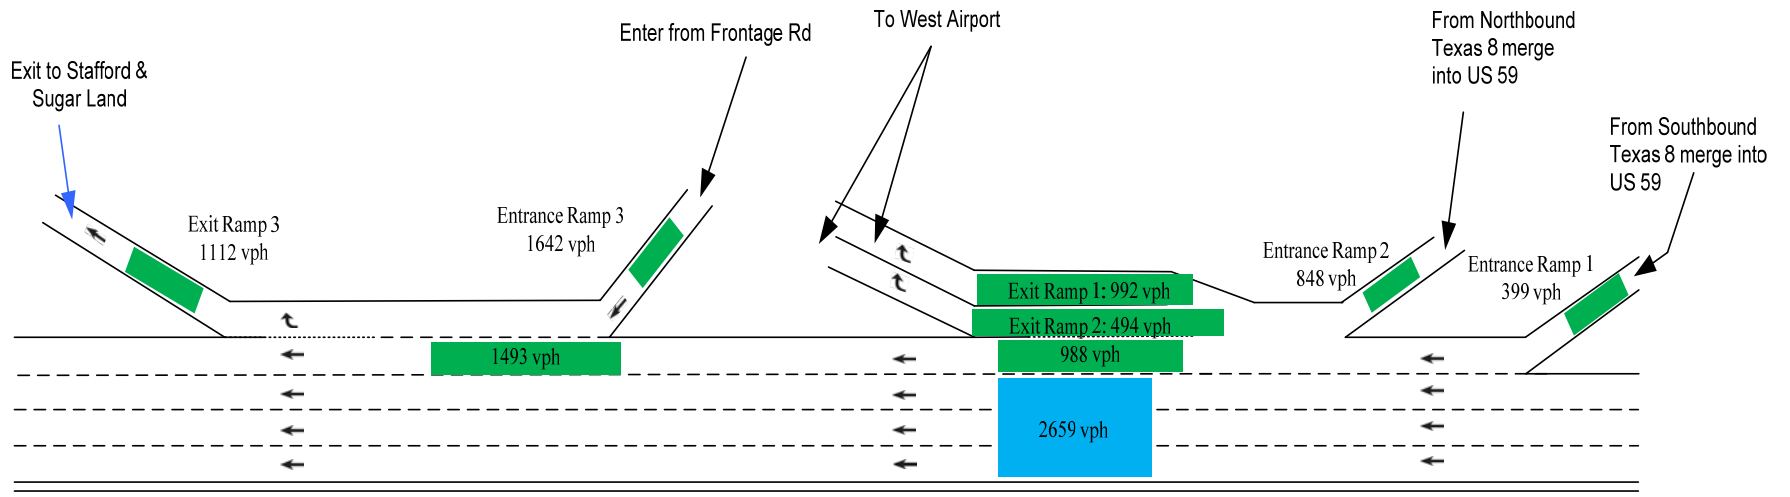 Exit to Stafford &
Sugar Land
Enter from Frontage Rd
To West Airport
From Northbound
Texas 8 merge
into US 59
From Southbound
Texas 8 merge into
US 59
Exit Ramp 3
1112 vph
Entrance Ramp 3
1642 vph
Entrance Ramp 2
848 vph
Entrance Ramp 1
399 vph
Exit Ramp 1: 992 vph
Exit Ramp 2: 494 vph
1493 vph
988 vph
2659 vph